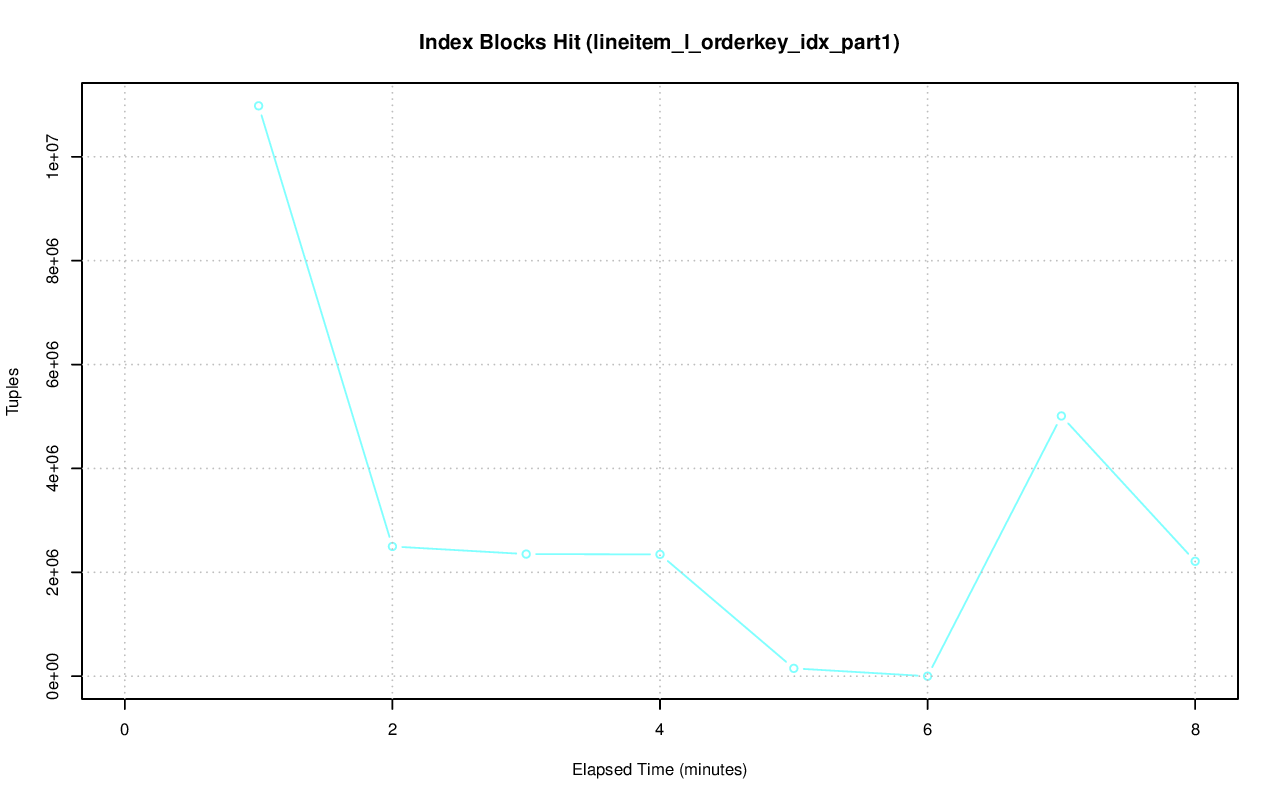 Index Blocks Hit (lineitem_l_orderkey_idx_part1)
Tuples
1e+07
8e+06
6e+06
4e+06
2e+06
0e+00
0 2 4 6 8
Elapsed Time (minutes)